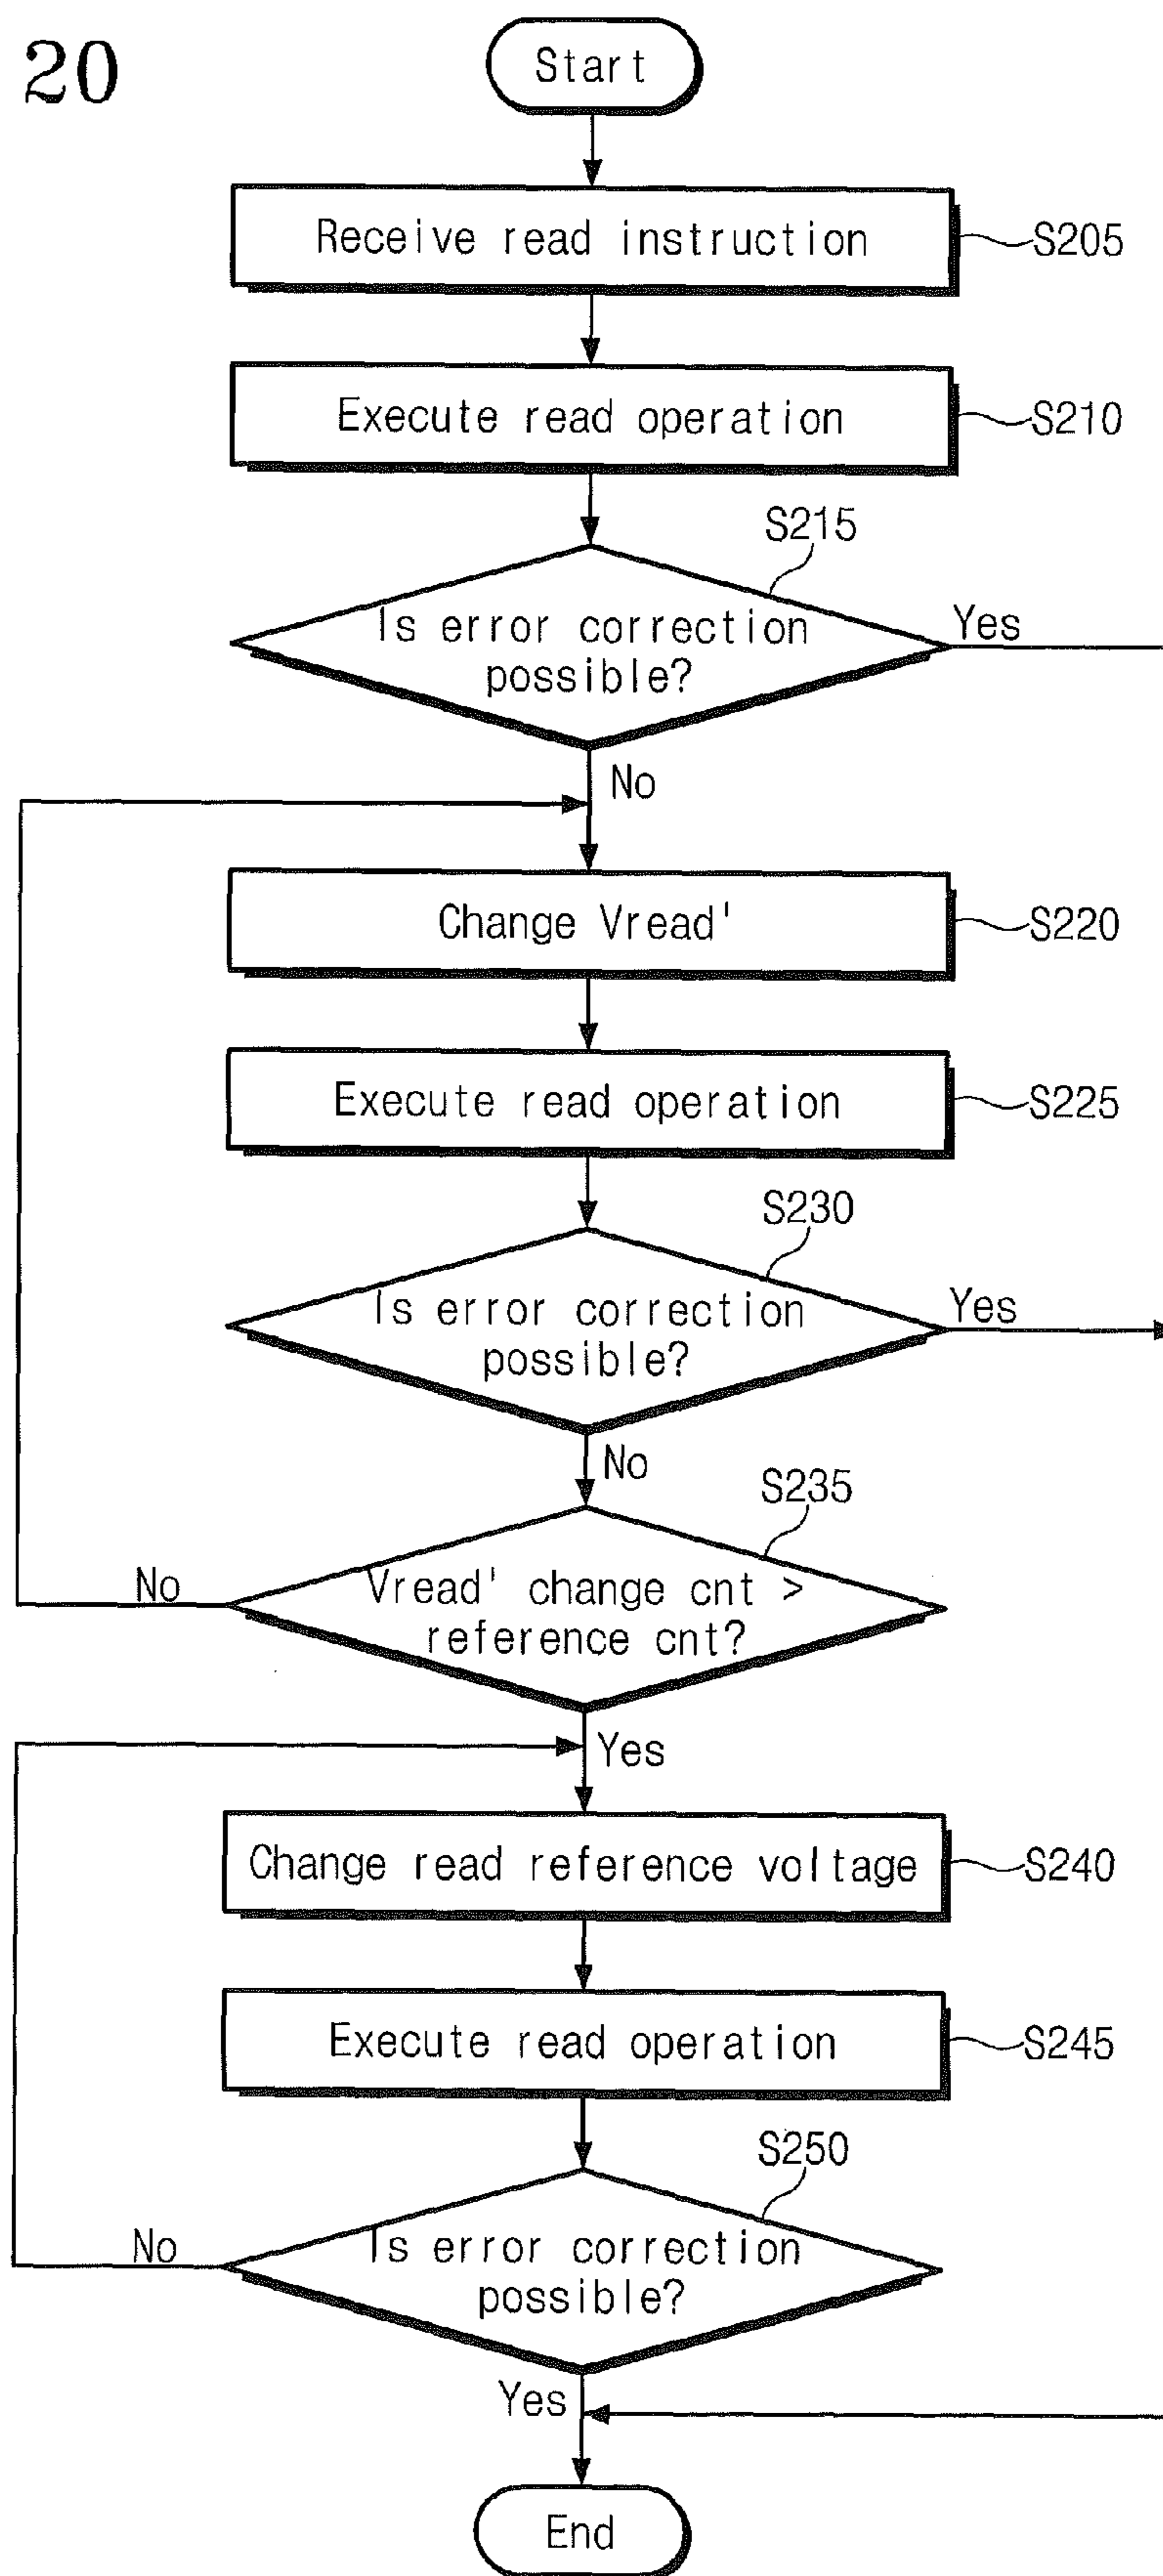 20
Start
Receive read instruction
S205
Execute read operation
S210
S215
Is error correction
possible?
Yes
No
Change Vread'
S220
Execute read operation
S225
S230
Is error correction
possible?
Yes
No
S235
Vread' change cnt >
reference cnt?
No
Yes
Change read reference voltage
S240
Execute read operation
S245
S250
Is error correction
possible?
No
Yes
End